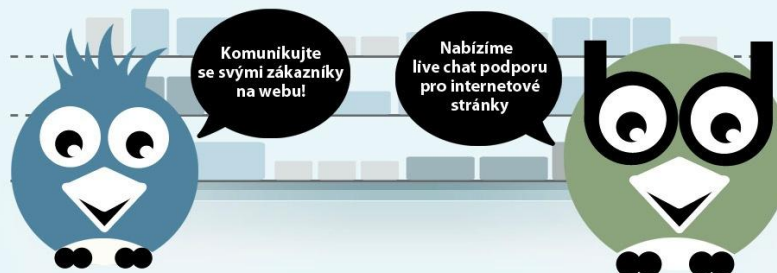 Komunikujte
se svými zákazníky
na webu!
Nabízíme
live chat podporu
pro internetové
stránky